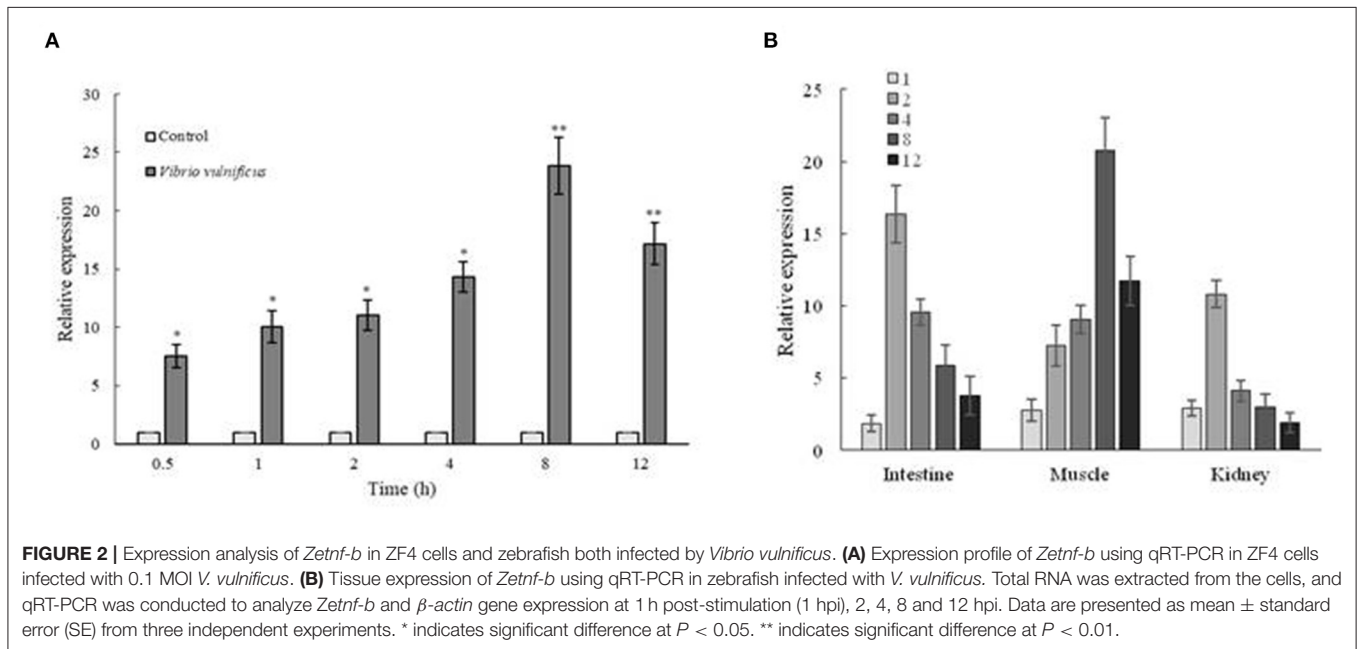 A
30
25
20
15
10
5
0
Relative expression
Control
Vibrio vulnificus
*
*
*
*
**
**
0.5 1 2 4 8 12
Time (h)
B
1
2
4
8
12
25
20
15
10
5
0
Relative expression
Intestine Muscle Kidney
FIGURE 2 | Expression analysis of Zetnf-b in ZF4 cells and zebrafish both infected by Vibrio vulnificus. (A) Expression profile of Zetnf-b using qRT-PCR in ZF4 cells
infected with 0.1 MOI V. vulnificus. (B) Tissue expression of Zetnf-b using qRT-PCR in zebrafish infected with V. vulnificus. Total RNA was extracted from the cells, and
qRT-PCR was conducted to analyze Zetnf-b and β-actin gene expression at 1 h post-stimulation (1 hpi), 2, 4, 8 and 12 hpi. Data are presented as mean ± standard
error (SE) from three independent experiments. * indicates significant difference at P < 0.05. ** indicates significant difference at P < 0.01.